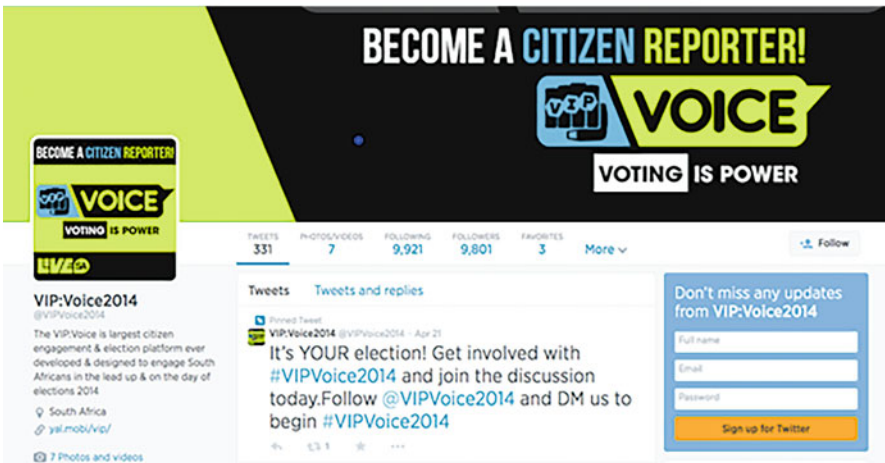 BECOME A CITIZEN REPORTER!
VIP VOICE
VOTING IS POWER
BECOME A CITIZEN REPORTER!
VIP VOICE
VOTING IS POWER
LIVE SA
TWEETS PHOTOS/VIDEOS FOLLOWING FOLLOWERS FAVORITES
331 7 9,921 9,801 3 More
Follow
VIP:Voice2014
@VIPVoice2014
The VIP:Voice is largest citizen
engagement & election platform ever
developed & designed to engage South
Africans in the lead up & on the day of
elections 2014
South Africa
yal.mobi/vip/
7 Photos and videos
Tweets Tweets and replies
Pinned Tweet
VIP:Voice2014 @VIPVoice2014 · Apr 21
It's YOUR election! Get involved with
#VIPVoice2014 and join the discussion
today.Follow @VIPVoice2014 and DM us to
begin #VIPVoice2014
1
Don't miss any updates
from VIP:Voice2014
Full name
Email
Password
Sign up for Twitter